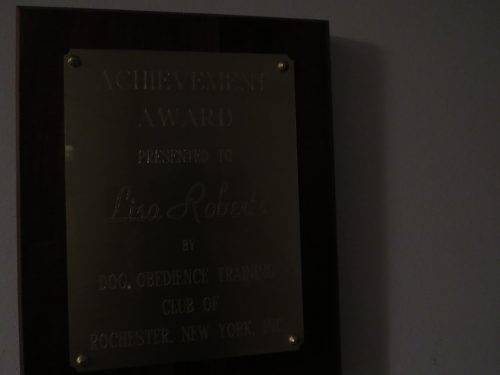 ACHIEVEMENT
AWARD
PRESENTED TO
Lisa Roberts
BY
DOG OBEDIENCE TRAINING
CLUB OF
ROCHESTER, NEW YORK, INC.